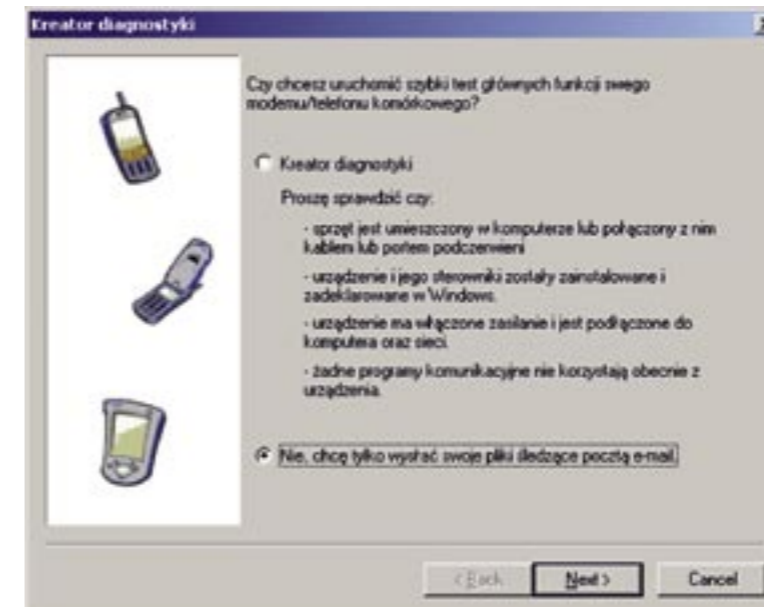 Kreator diagnostyki
Czy chcesz uruchomić szybki test głównych funkcji swego
modemu/telefonu komórkowego?
Kreator diagnostyki
Proszę sprawdzić czy:
- sprzęt jest umieszczony w komputerze lub połączony z nim
kablem lub portem podczerwieni
- urządzenie i jego sterowniki zostały zainstalowane i
zadeklarowane w Windows.
- urządzenie ma włączone zasilanie i jest podłączone do
komputera oraz sieci.
- żadne programy komunikacyjne nie korzystają obecnie z
urządzenia.
Nie, chcę tylko wysłać swoje pliki śledzące pocztą e-mail.
< Back Next > Cancel